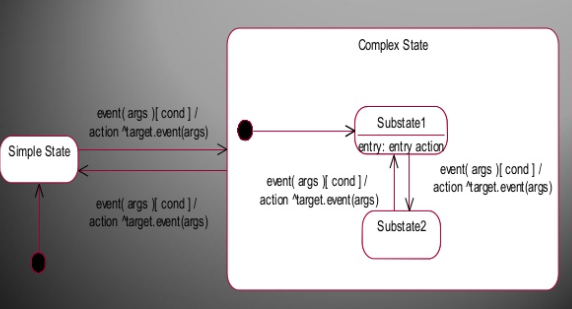 Complex State
event( args )[ cond ] /
action ^target.event(args)
Simple State
event( args )[ cond ] /
action ^target.event(args)
Substate1
entry: entry action
event( args )[ cond ] /
action ^target.event(args)
event( args )[ cond ] /
action ^target.event(args)
Substate2